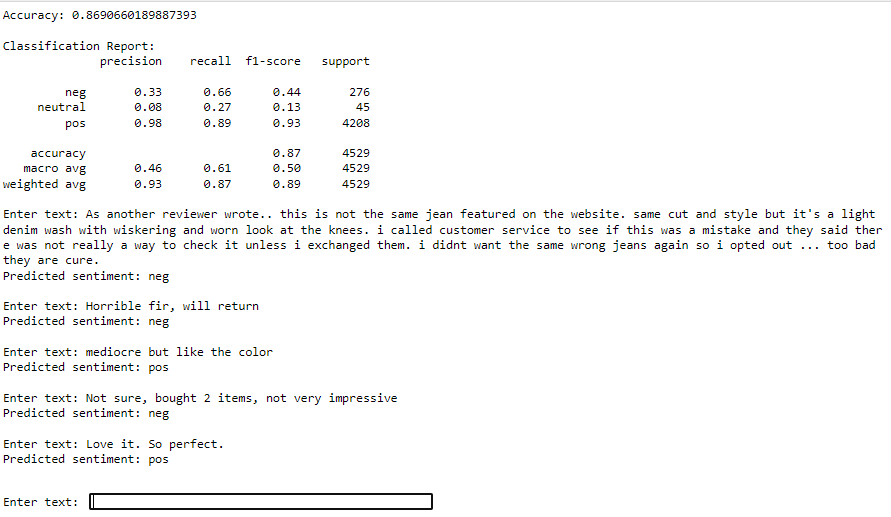 Accuracy: 0.8690660189887393
Classification Report:
precision recall f1-score support
neg 0.33 0.66 0.44 276
neutral 0.08 0.27 0.13 45
pos 0.98 0.89 0.93 4208
accuracy 0.87 4529
macro avg 0.46 0.61 0.50 4529
weighted avg 0.93 0.87 0.89 4529
Enter text: As another reviewer wrote.. this is not the same jean featured on the website. same cut and style but it's a light
denim wash with wiskering and worn look at the knees. i called customer service to see if this was a mistake and they said ther
e was not really a way to check it unless i exchanged them. i didnt want the same wrong jeans again so i opted out ... too bad
they are cure.
Predicted sentiment: neg
Enter text: Horrible fir, will return
Predicted sentiment: neg
Enter text: mediocre but like the color
Predicted sentiment: pos
Enter text: Not sure, bought 2 items, not very impressive
Predicted sentiment: neg
Enter text: Love it. So perfect.
Predicted sentiment: pos
Enter text: